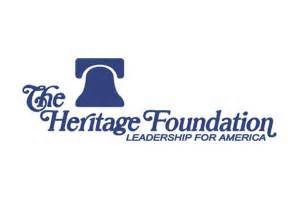 The
Heritage Foundation
LEADERSHIP FOR AMERICA